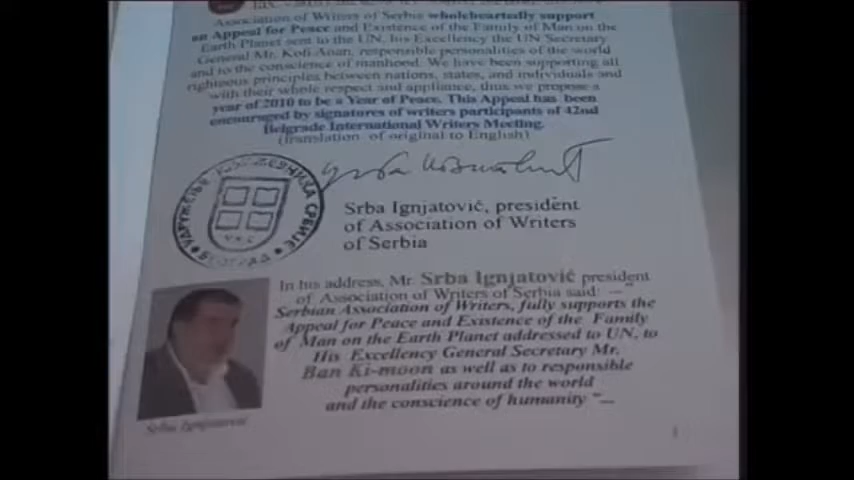 Association of Writers of Serbia wholeheartedly support
an Appeal for Peace and Existence of the Family of Man on the
Earth Planet sent to the UN, his Excellency the UN Secretary
General Mr. Kofi Anan, responsible personalities of the world
and to the conscience of manhood. We have been supporting all
righteous principles between nations, states, and individuals and
with their whole respect and appliance, thus we propose a
year of 2010 to be a Year of Peace. This Appeal has been
encouraged by signatures of writers participants of 42nd
Belgrade International Writers Meeting.
(translation of original to English)
УДРУЖЕЊЕ КЊИЖЕВНИКА СРБИЈЕ
БЕОГРАД
Srba Ignjatović, president
of Association of Writers
of Serbia
In his address, Mr. Srba Ignjatović president
of Association of Writers of Serbia said: ...“
Serbian Association of Writers, fully supports the
Appeal for Peace and Existence of the Family
of Man on the Earth Planet addressed to UN, to
His Excellency General Secretary Mr.
Ban Ki-moon as well as to responsible
personalities around the world
and the conscience of humanity “...
Srba Ignjatović